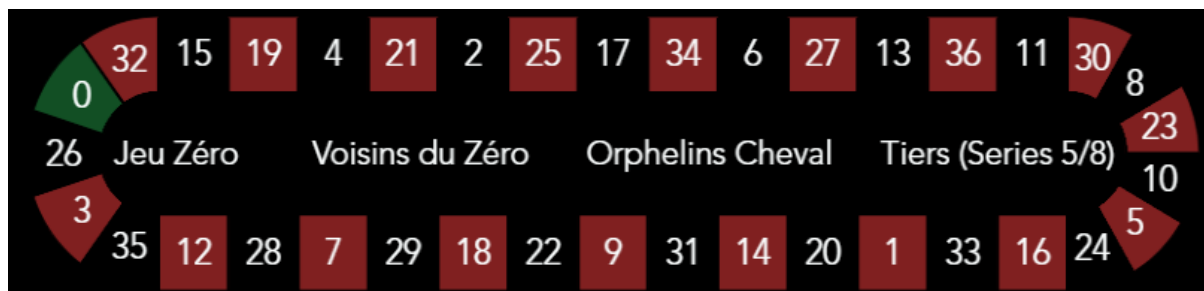 32 15 19 4 21 2 25 17 34 6 27 13 36 11 30
0 8
23
26 Jeu Zéro Voisins du Zéro Orphelins Cheval Tiers (Series 5/8) 10
3 5
35 12 28 7 29 18 22 9 31 14 20 1 33 16 24